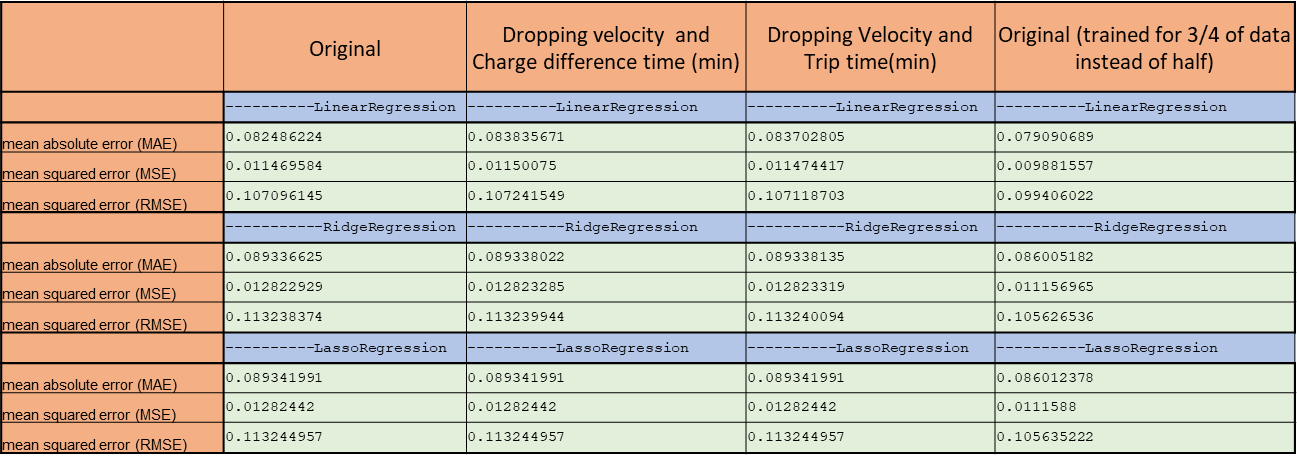 Original
Dropping velocity and
Charge difference time (min)
Dropping Velocity and
Trip time(min)
Original (trained for 3/4 of data
instead of half)
----------LinearRegression ----------LinearRegression ----------LinearRegression ----------LinearRegression
mean absolute error (MAE) 0.082486224 0.083835671 0.083702805 0.079090689
mean squared error (MSE) 0.011469584 0.01150075 0.011474417 0.009881557
mean squared error (RMSE) 0.107096145 0.107241549 0.107118703 0.099406022
-----------RidgeRegression -----------RidgeRegression -----------RidgeRegression -----------RidgeRegression
mean absolute error (MAE) 0.089336625 0.089338022 0.089338135 0.086005182
mean squared error (MSE) 0.012822929 0.012823285 0.012823319 0.011156965
mean squared error (RMSE) 0.113238374 0.113239944 0.113240094 0.105626536
----------LassoRegression ----------LassoRegression ----------LassoRegression ----------LassoRegression
mean absolute error (MAE) 0.089341991 0.089341991 0.089341991 0.086012378
mean squared error (MSE) 0.01282442 0.01282442 0.01282442 0.0111588
mean squared error (RMSE) 0.113244957 0.113244957 0.113244957 0.105635222